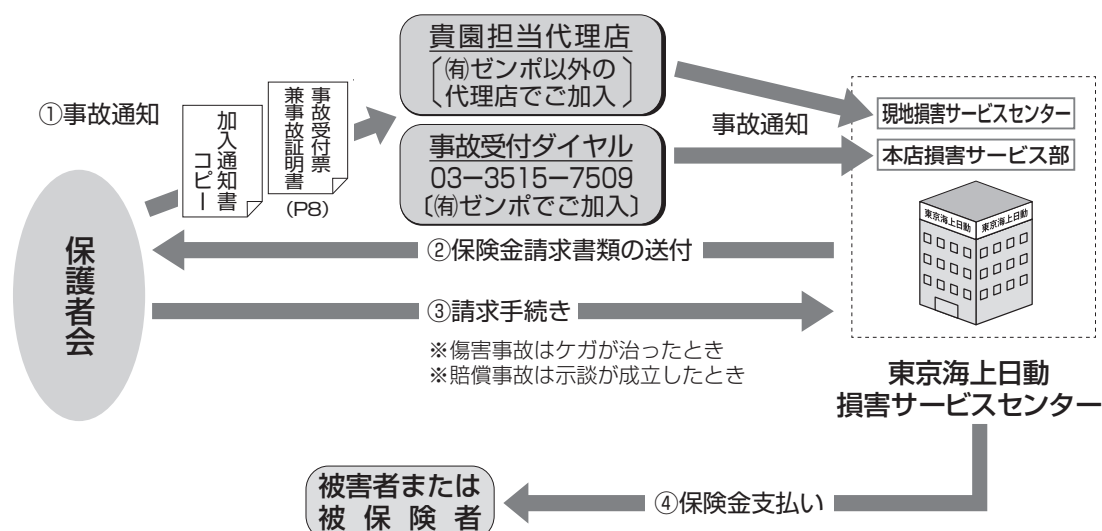 ①事故通知
加入通知書
コピー
事故受付票
兼事故証明書
(P8)
貴園担当代理店
㈲ゼンポ以外の
代理店でご加入
事故受付ダイヤル
03−3515−7509
〔㈲ゼンポでご加入〕
事故通知
現地損害サービスセンター
本店損害サービス部
東京海上日動
東京海上日動
保護者会
②保険金請求書類の送付
③請求手続き
※傷害事故はケガが治ったとき
※賠償事故は示談が成立したとき
東京海上日動
損害サービスセンター
被害者または
被保険者
④保険金支払い